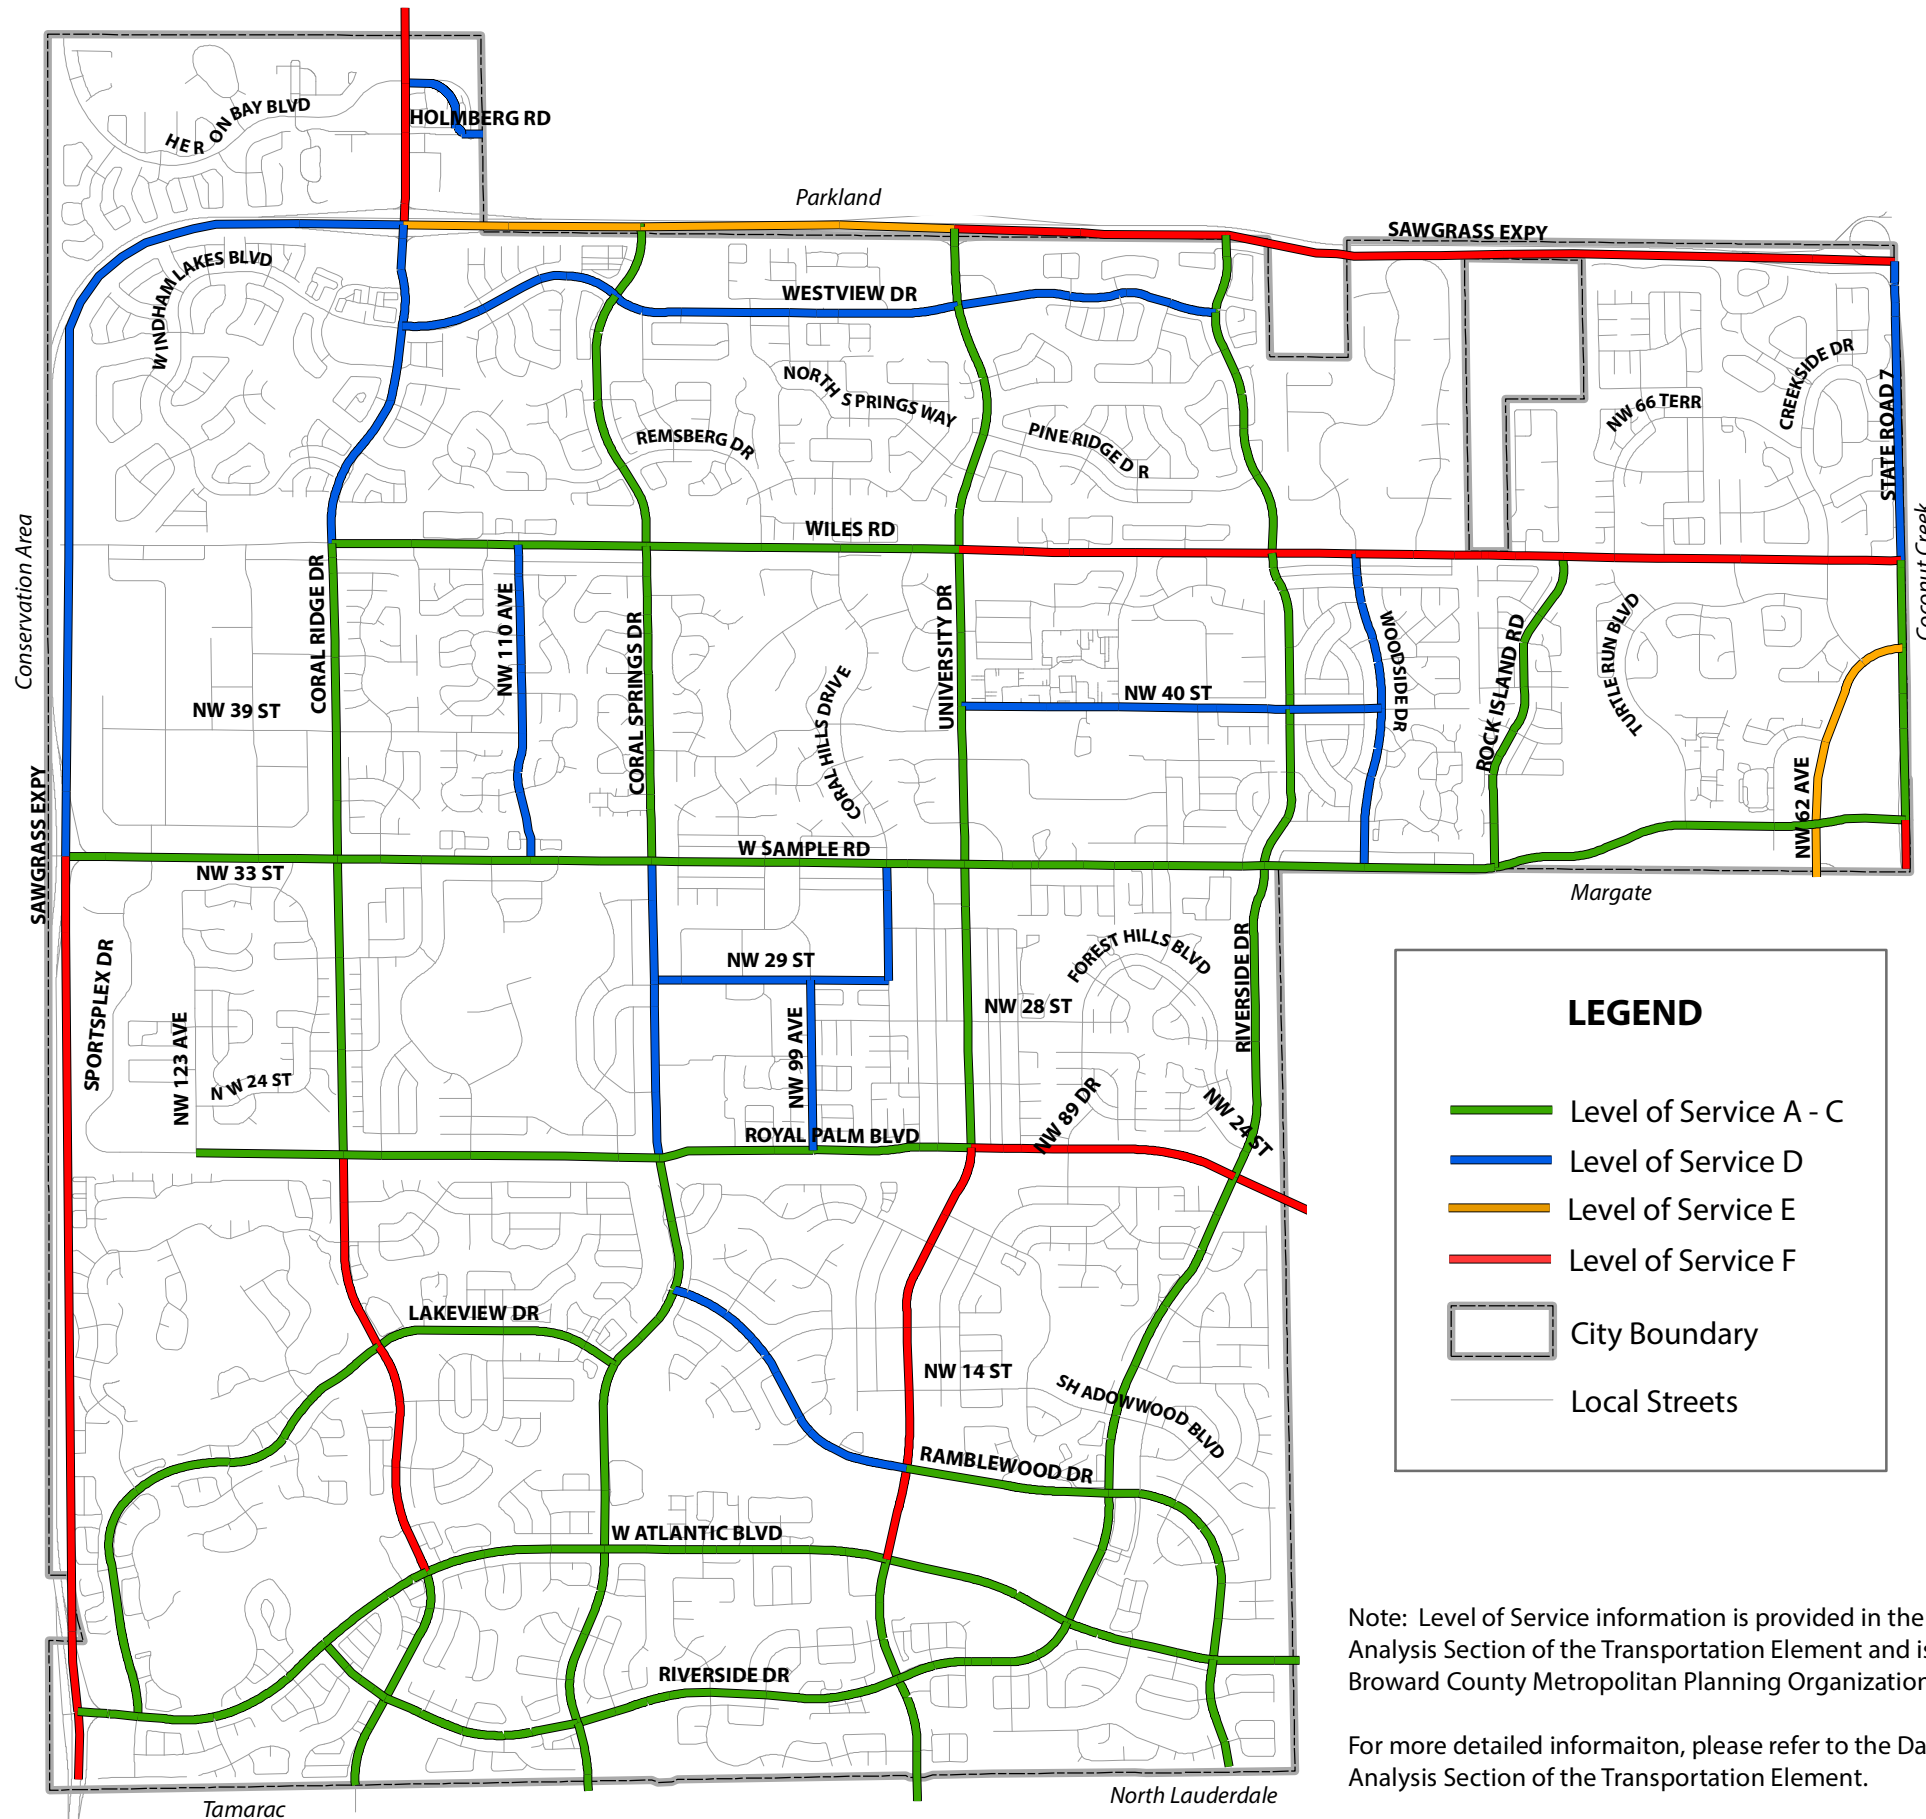 HERON BAY BLVD
HOLMBERG RD
Parkland
SAWGRASS EXPY
WINDHAM LAKES BLVD
WESTVIEW DR
NORTH SPRINGS WAY
REMSBERG DR
PINE RIDGE DR
NW 66 TERR
CREEKSIDE DR
STATE ROAD 7
Conservation Area
WILES RD
Coconut Creek
CORAL RIDGE DR
NW 110 AVE
CORAL SPRINGS DR
CORAL HILLS DRIVE
UNIVERSITY DR
NW 40 ST
WOODSIDE DR
ROCK ISLAND RD
TURTLE RUN BLVD
NW 39 ST
NW 62 AVE
SAWGRASS EXPY
W SAMPLE RD
NW 33 ST
Margate
SPORTSPLEX DR
NW 29 ST
FOREST HILLS BLVD
RIVERSIDE DR
NW 28 ST
NW 123 AVE
NW 24 ST
NW 99 AVE
NW 89 DR
NW 24 ST
ROYAL PALM BLVD
LAKEVIEW DR
NW 14 ST
SHADOWWOOD BLVD
RAMBLEWOOD DR
W ATLANTIC BLVD
RIVERSIDE DR
Tamarac
North Lauderdale
LEGEND
Level of Service A - C
Level of Service D
Level of Service E
Level of Service F
City Boundary
Local Streets
Note: Level of Service information is provided in the
Analysis Section of the Transportation Element and is
Broward County Metropolitan Planning Organization
For more detailed informaiton, please refer to the Da
Analysis Section of the Transportation Element.